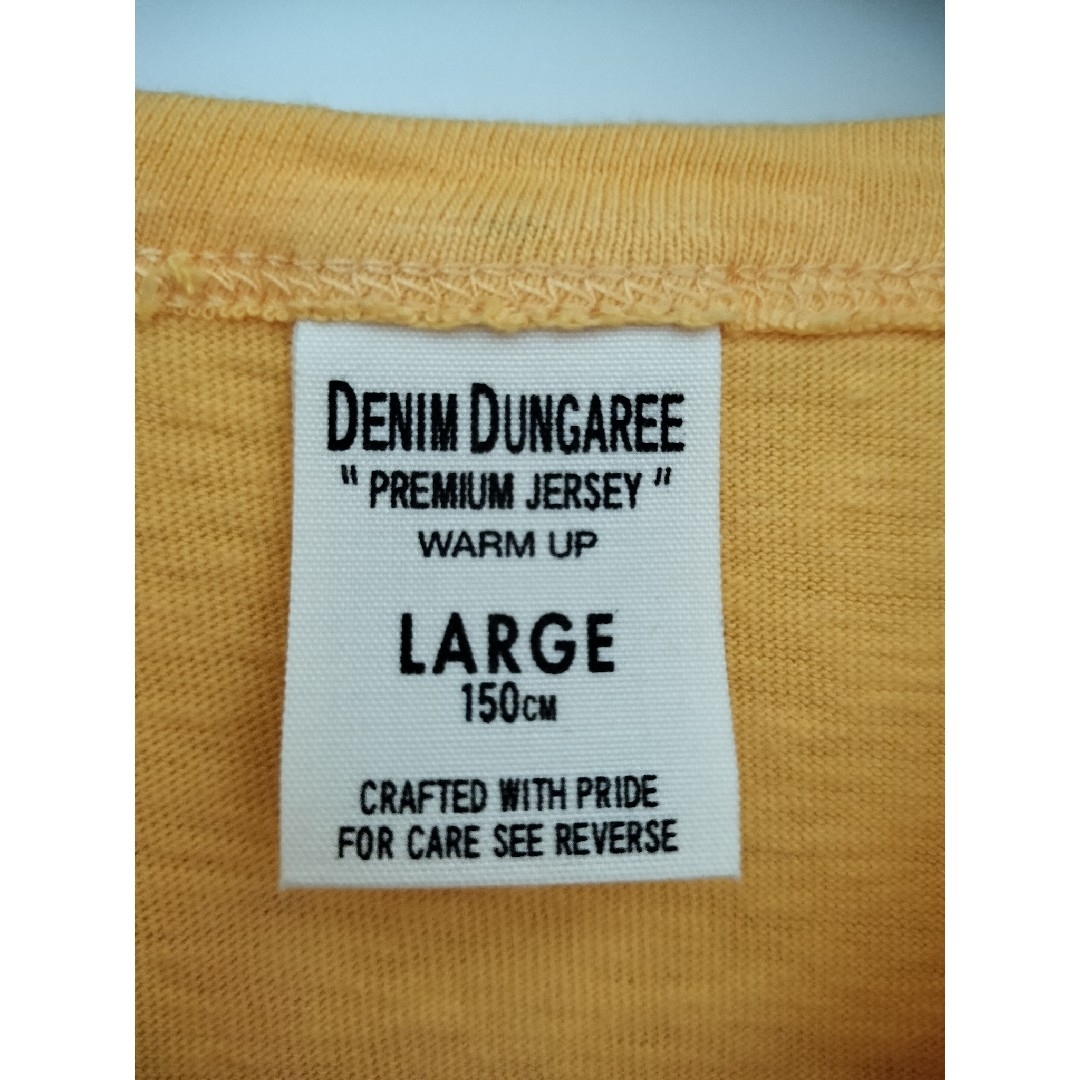 DENIM DUNGAREE
" PREMIUM JERSEY "
WARM UP
LARGE
150CM
CRAFTED WITH PRIDE
FOR CARE SEE REVERSE